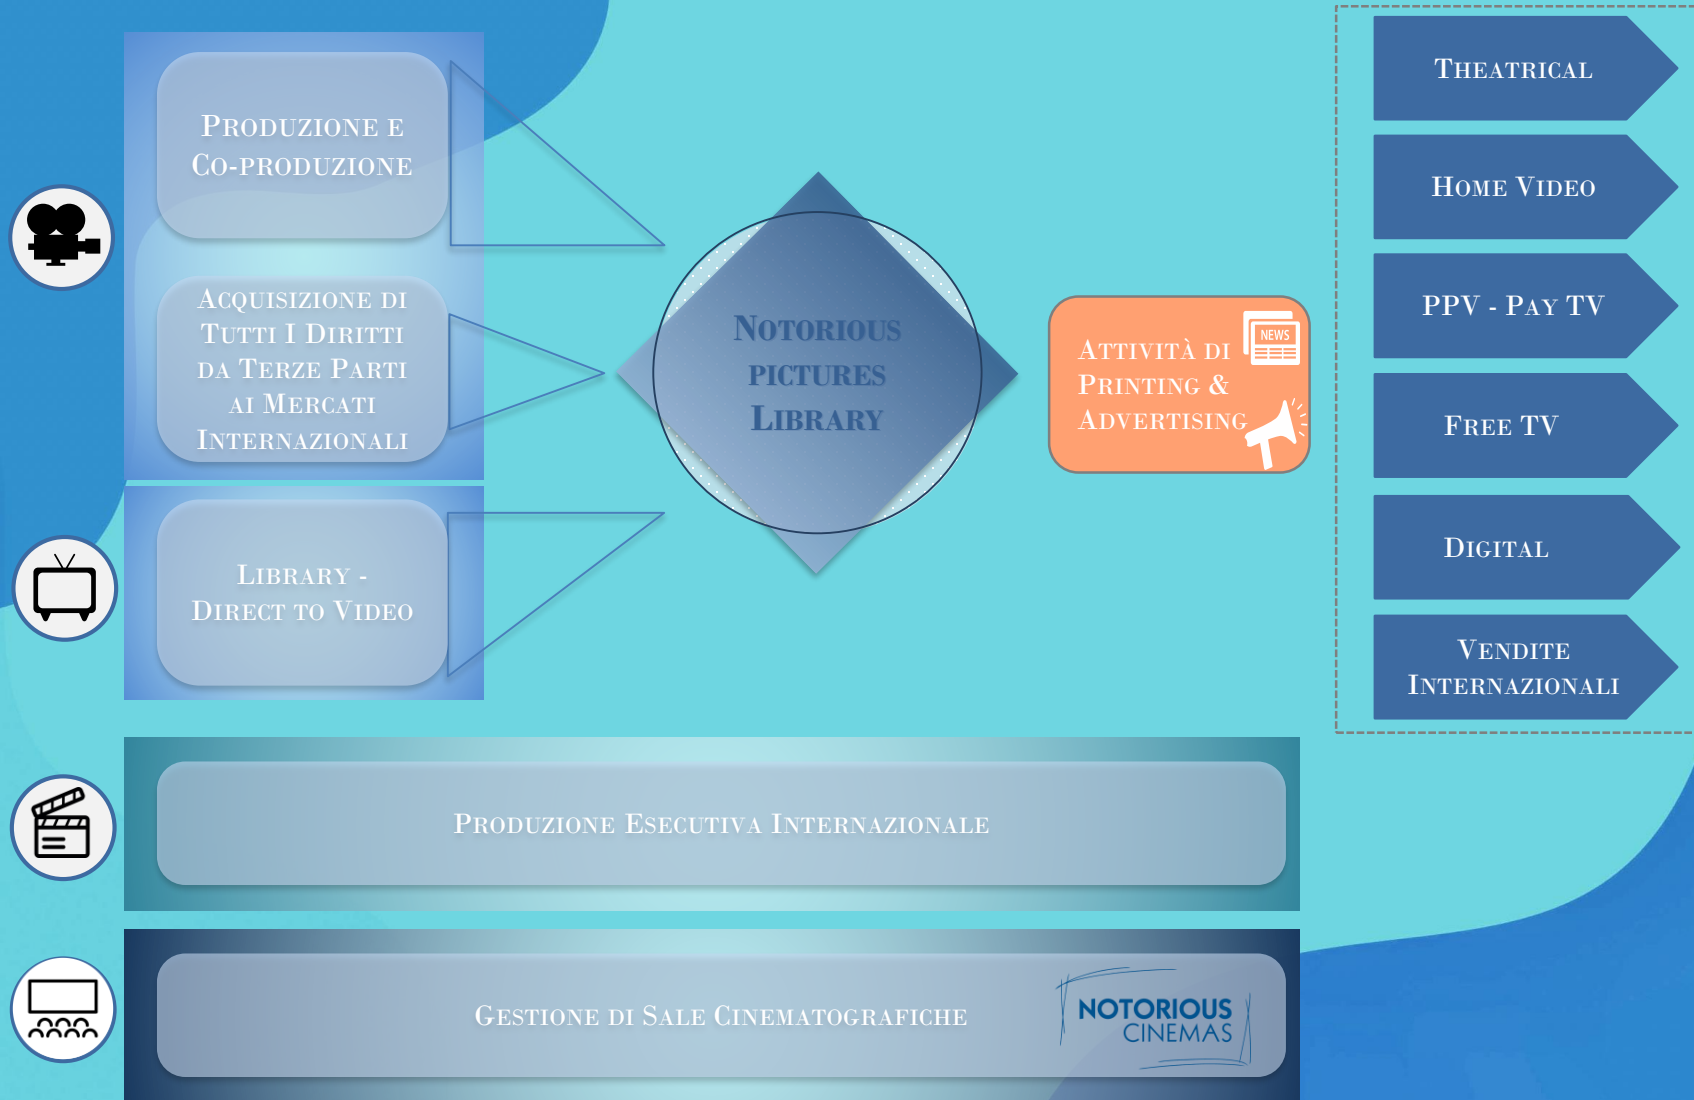 Produzione e
Co-produzione
Acquisizione di
Tutti I Diritti
da Terze Parti
ai Mercati
Internazionali
Library -
Direct to Video
Notorious
pictures
Library
NEWS
Attività di
Printing &
Advertising
Theatrical
Home Video
PPV - Pay TV
Free TV
Digital
Vendite
Internazionali
Produzione Esecutiva Internazionale
Gestione di Sale Cinematografiche
NOTORIOUS
CINEMAS